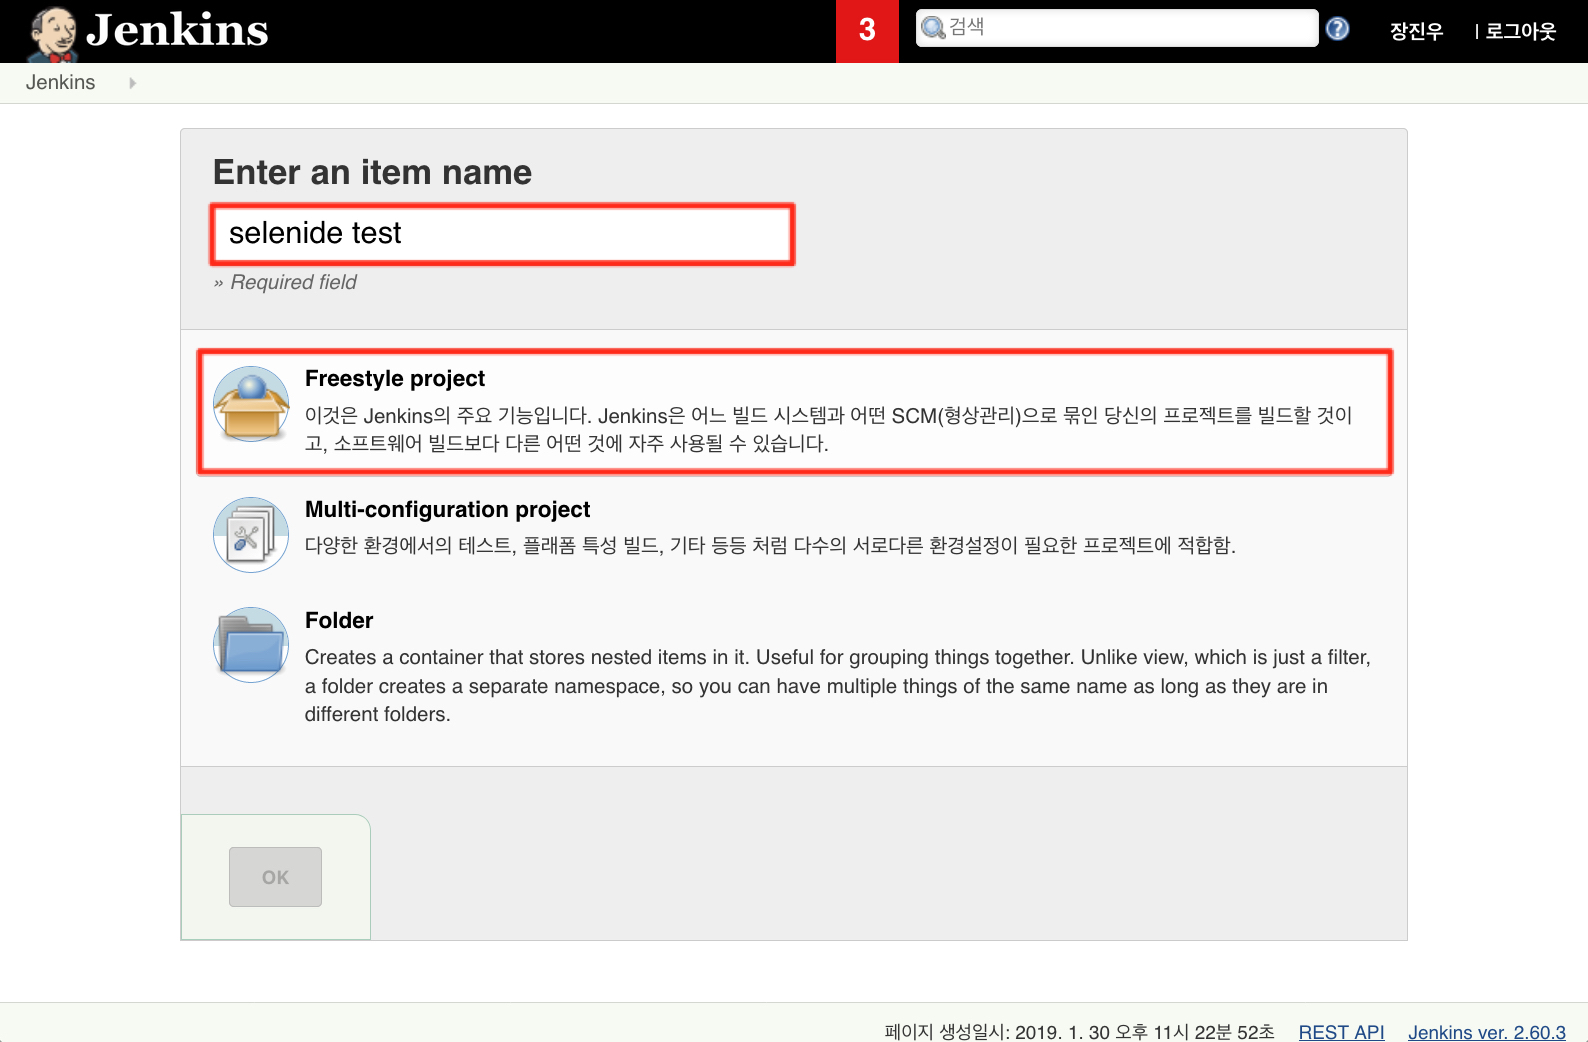 Jenkins
3
검색
장진우
| 로그아웃
Jenkins
Enter an item name
selenide test
» Required field
Freestyle project
이것은 Jenkins의 주요 기능입니다. Jenkins은 어느 빌드 시스템과 어떤 SCM(형상관리)으로 묶인 당신의 프로젝트를 빌드할 것이
고, 소프트웨어 빌드보다 다른 어떤 것에 자주 사용될 수 있습니다.
Multi-configuration project
다양한 환경에서의 테스트, 플래폼 특성 빌드, 기타 등등 처럼 다수의 서로다른 환경설정이 필요한 프로젝트에 적합함.
Folder
Creates a container that stores nested items in it. Useful for grouping things together. Unlike view, which is just a filter,
a folder creates a separate namespace, so you can have multiple things of the same name as long as they are in
different folders.
OK
페이지 생성일시: 2019. 1. 30 오후 11시 22분 52초 REST API Jenkins ver. 2.60.3